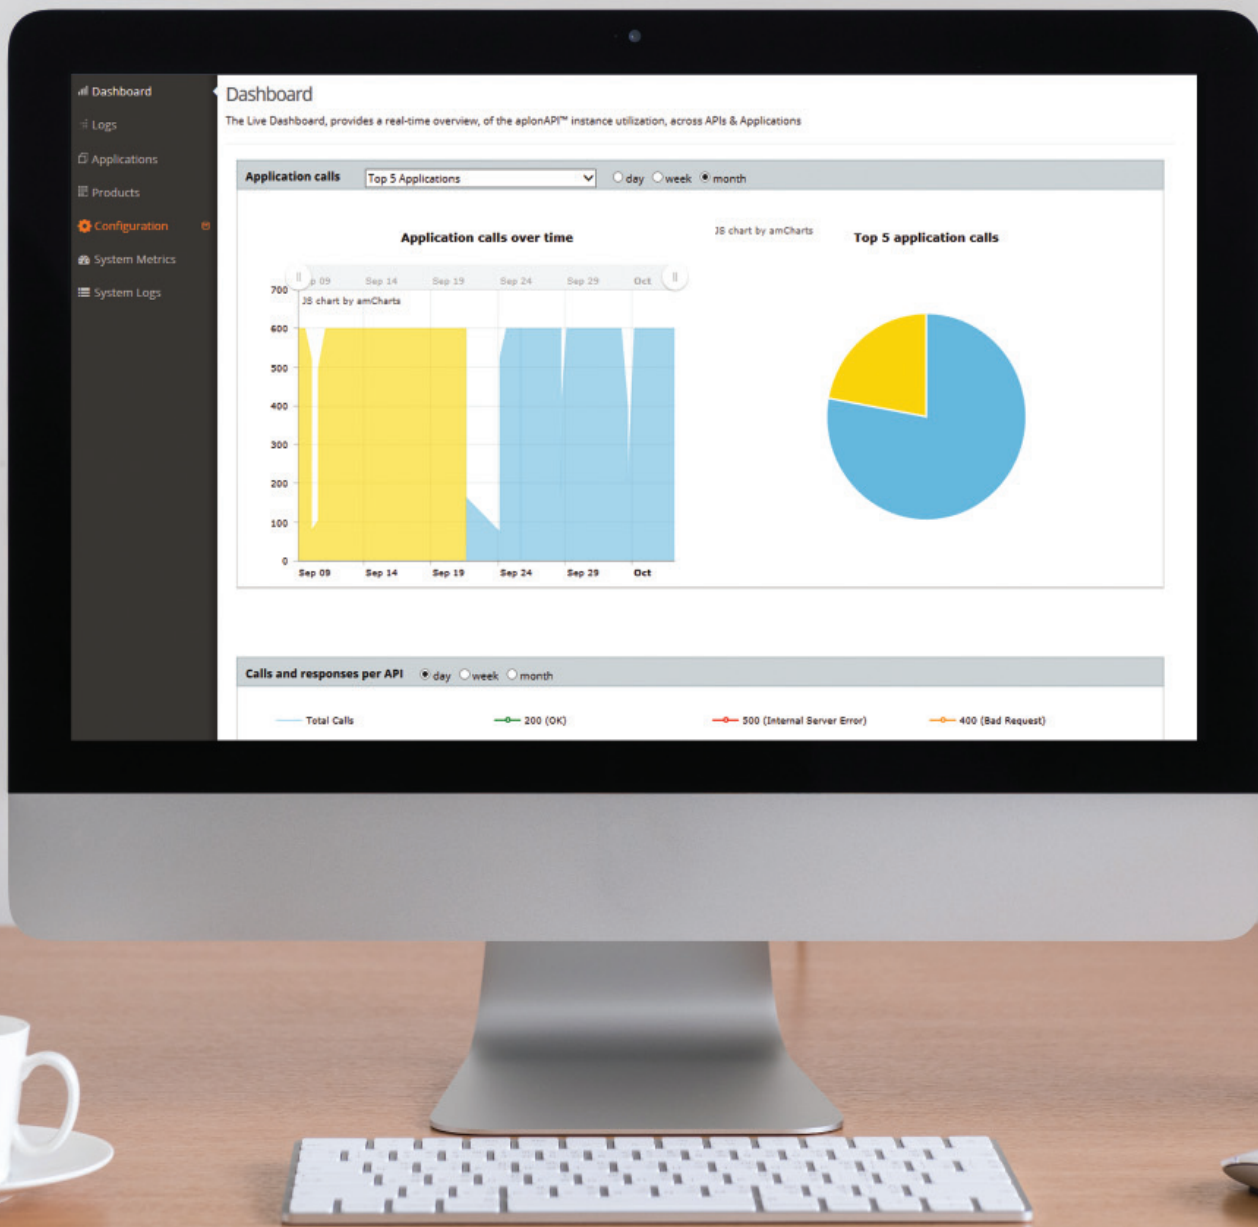 Dashboard
Logs
Applications
Products
Configuration
System Metrics
System Logs
Dashboard
The Live Dashboard, provides a real-time overview, of the aplonAPI™ instance utilization, across APIs & Applications
Application calls Top 5 Applications day week month
Application calls over time
p 09 Sep 14 Sep 19 Sep 24 Sep 29 Oct
JS chart by amCharts
700
600
500
400
300
200
100
0
Sep 09 Sep 14 Sep 19 Sep 24 Sep 29 Oct
JS chart by amCharts
Top 5 application calls
Calls and responses per API day week month
Total Calls 200 (OK) 500 (Internal Server Error) 400 (Bad Request)